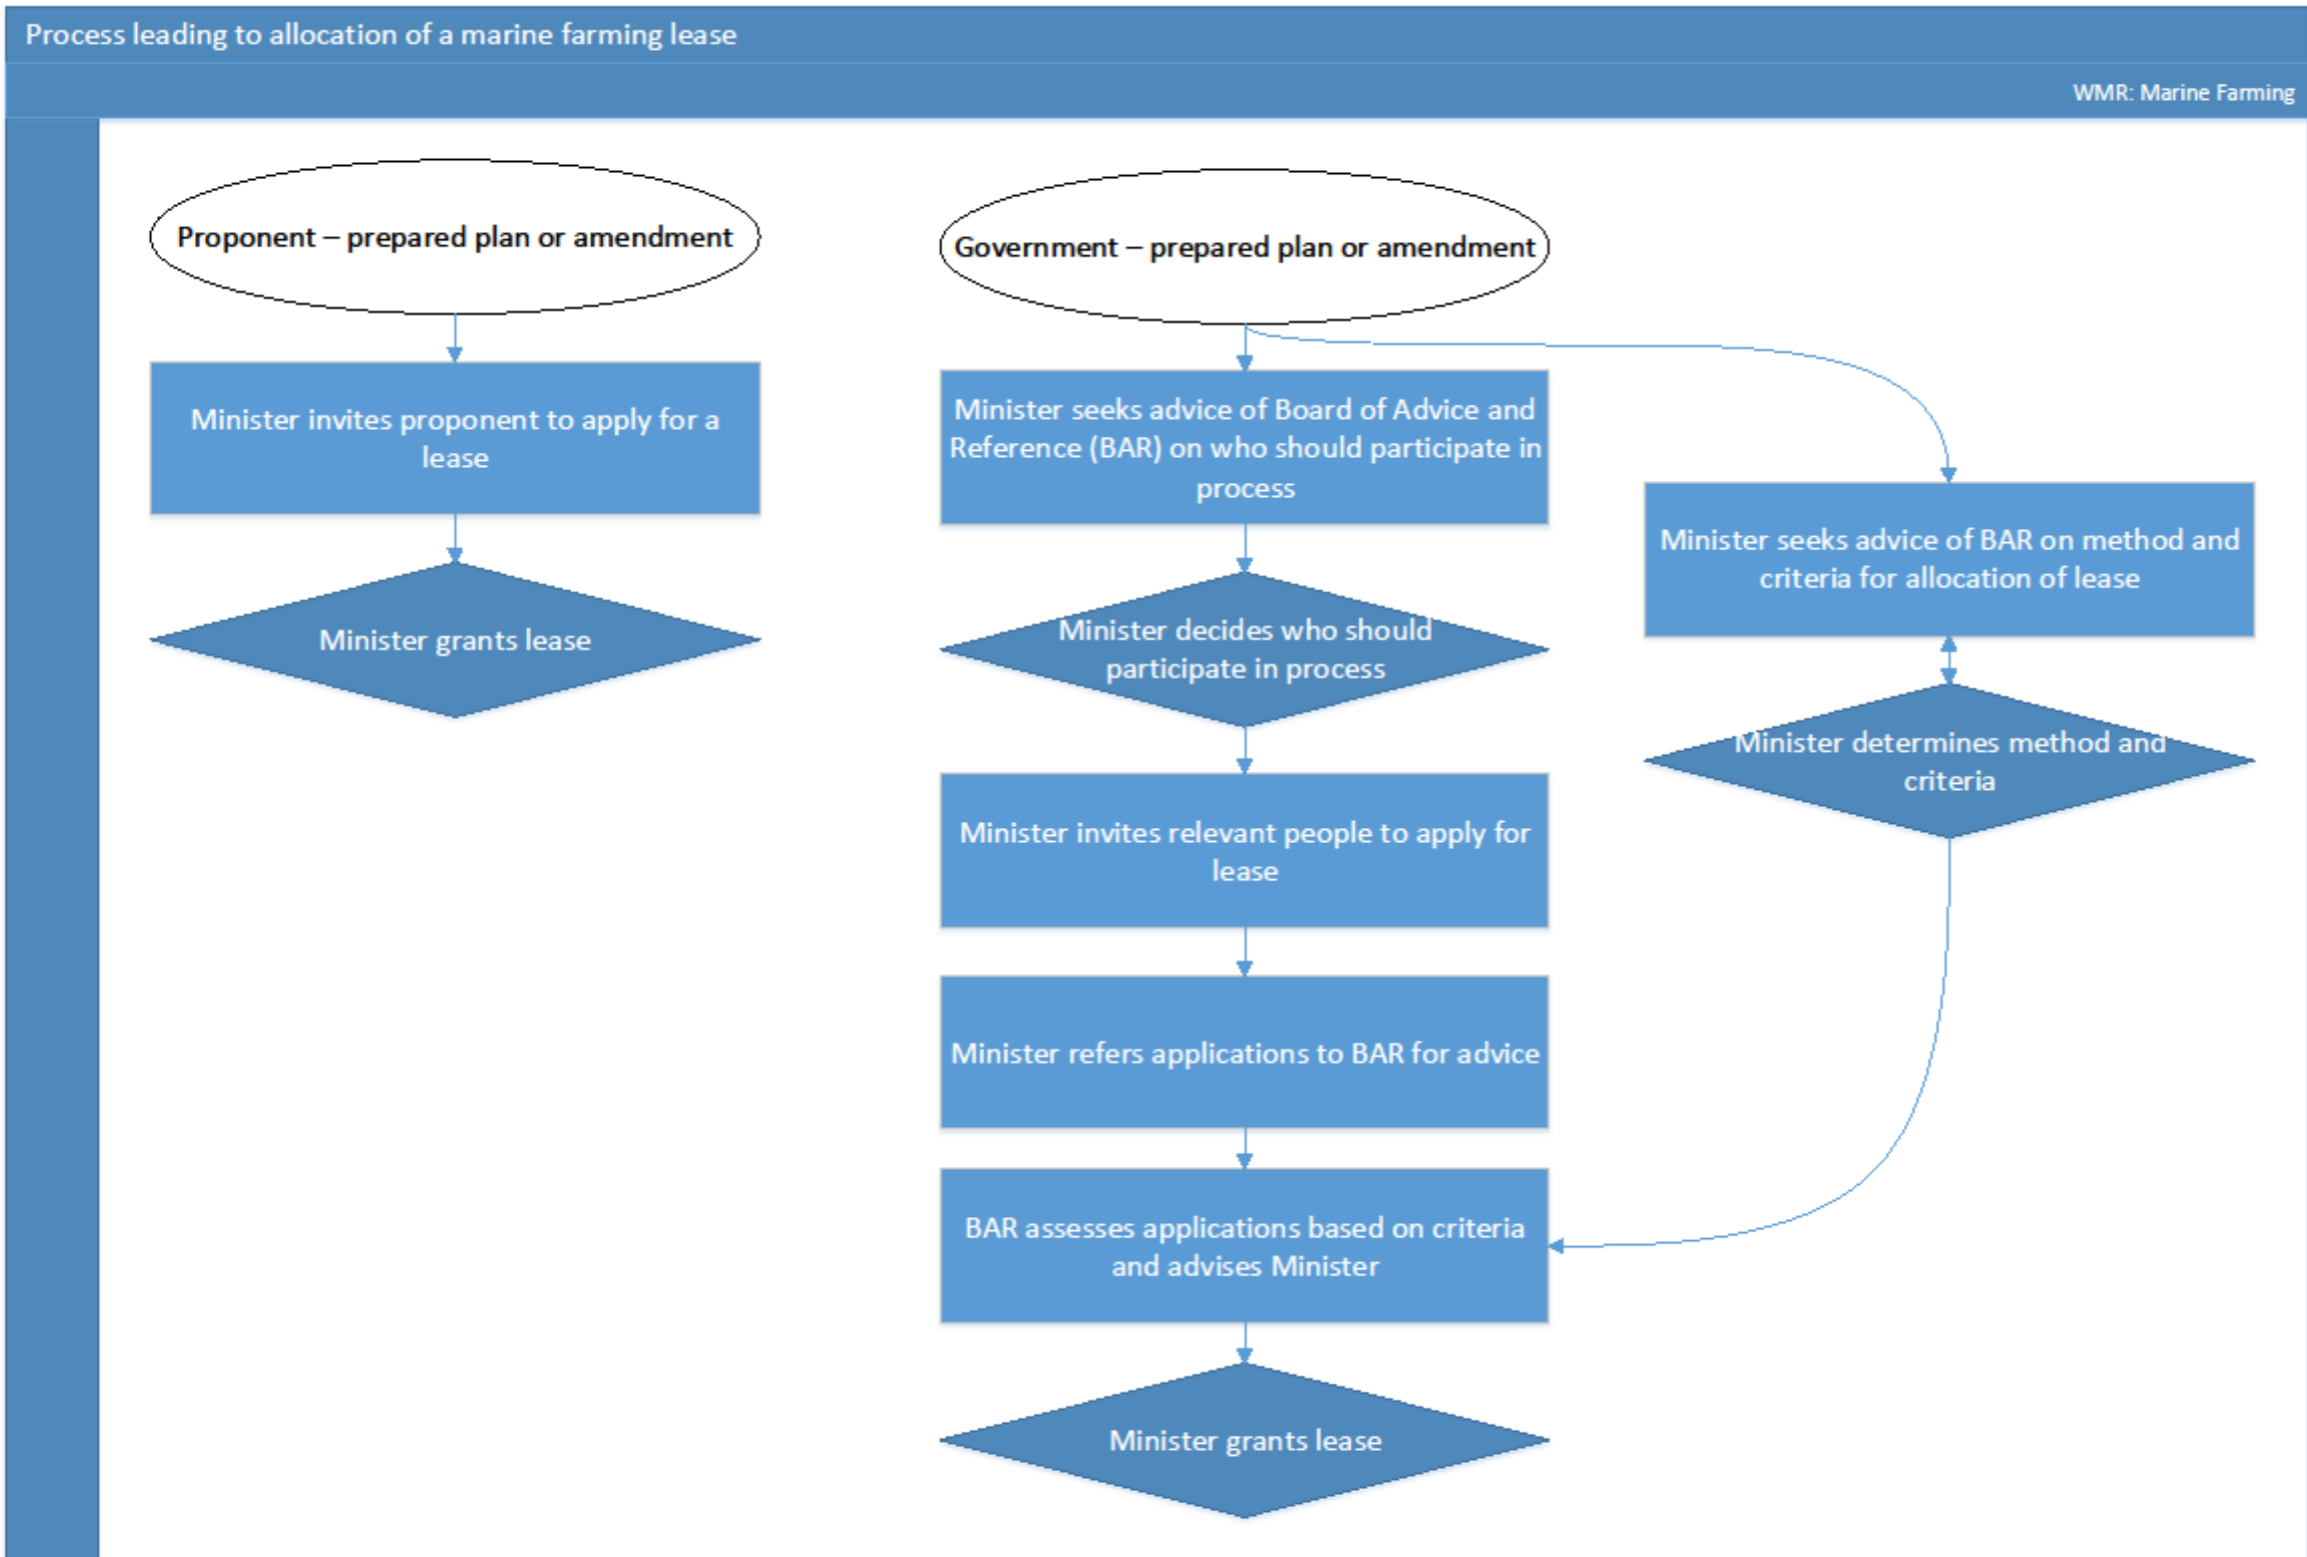 Process leading to allocation of a marine farming lease
WMR: Marine Farming
Proponent – prepared plan or amendment
Minister invites proponent to apply for a
lease
Minister grants lease
Government – prepared plan or amendment
Minister seeks advice of Board of Advice and
Reference (BAR) on who should participate in
process
Minister decides who should
participate in process
Minister invites relevant people to apply for
lease
Minister refers applications to BAR for advice
BAR assesses applications based on criteria
and advises Minister
Minister grants lease
Minister seeks advice of BAR on method and
criteria for allocation of lease
Minister determines method and
criteria